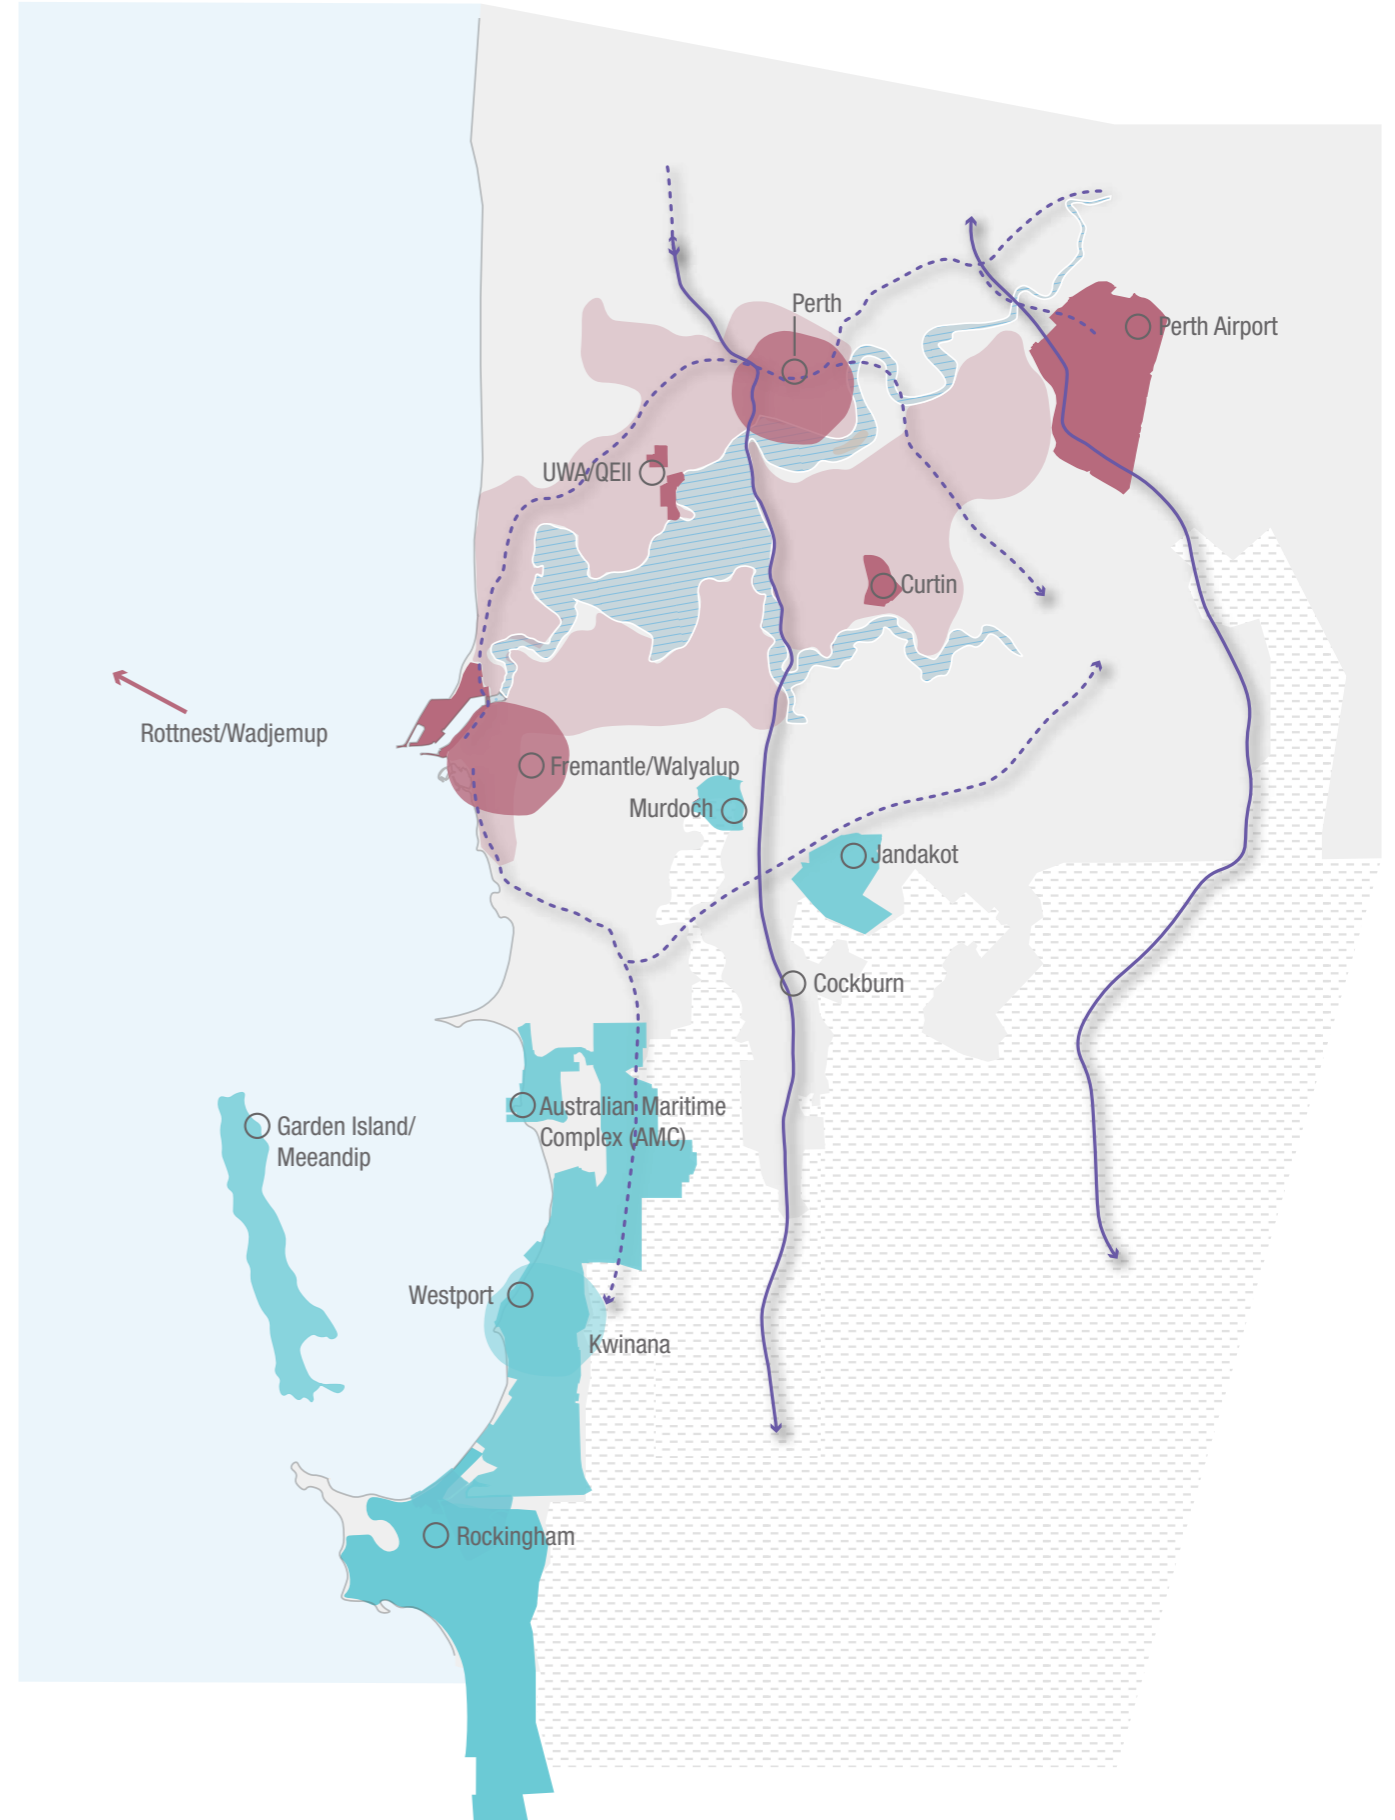 Perth
Perth Airport
UWA/QEII
Curtin
Rottnest/Wadjemup
Fremantle/Walyalup
Murdoch
Jandakot
Cockburn
Australian Maritime
Complex (AMC)
Garden Island/
Meeandip
Westport
Kwinana
Rockingham